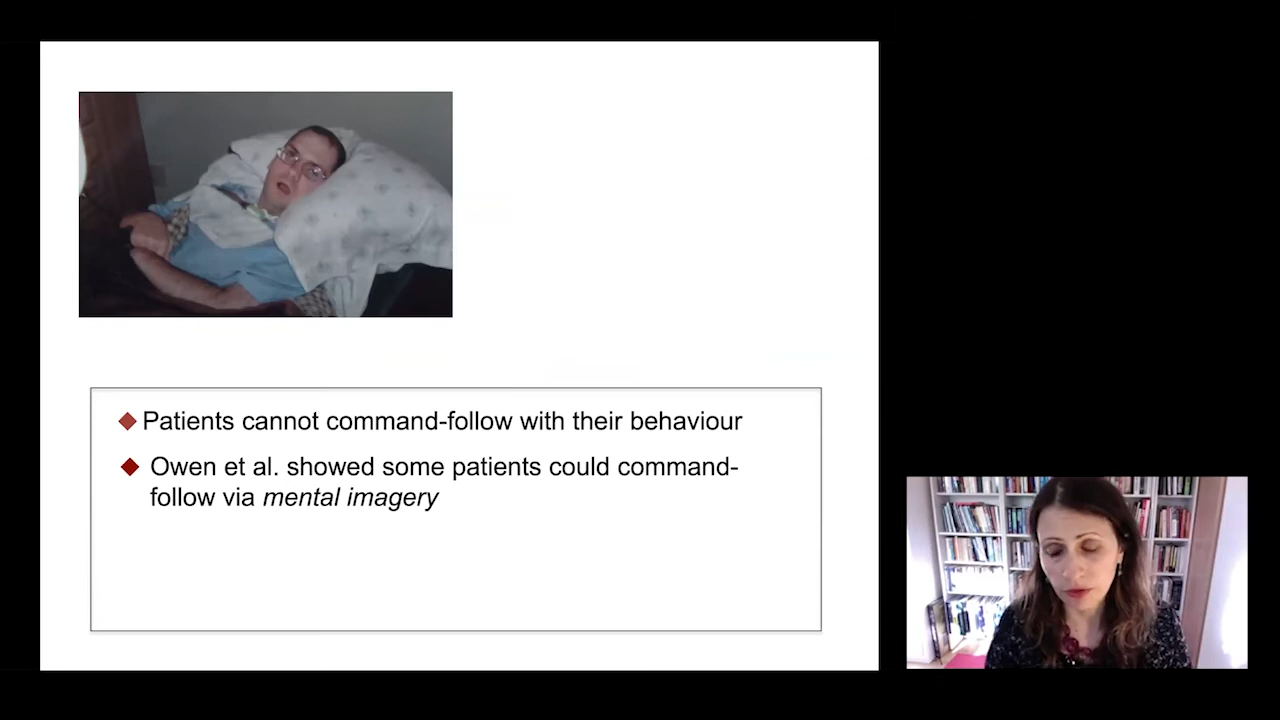 Patients cannot command-follow with their behaviour
Owen et al. showed some patients could command-
follow via mental imagery